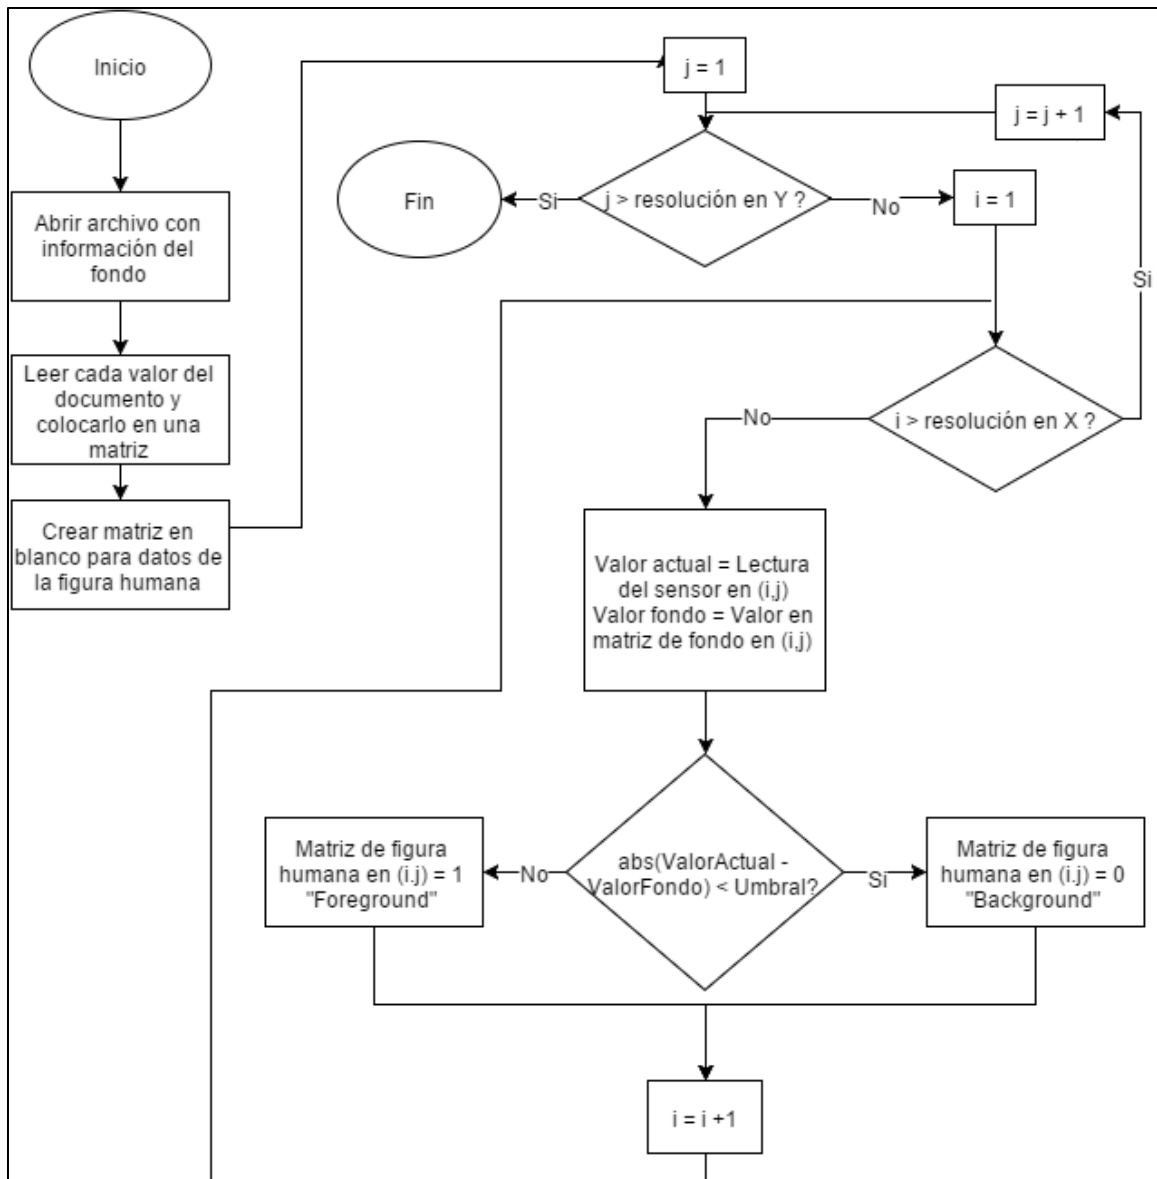 Inicio
Abrir archivo con
información del
fondo
Leer cada valor del
documento y
colocarlo en una
matriz
Crear matriz en
blanco para datos de
la figura humana
j = 1
j = j + 1
j > resolución en Y ?
Si
Fin
No
i = 1
Si
i > resolución en X ?
No
Valor actual = Lectura
del sensor en (i,j)
Valor fondo = Valor en
matriz de fondo en (i,j)
abs(ValorActual -
ValorFondo) < Umbral?
No
Matriz de figura
humana en (i.j) = 1
"Foreground"
Si
Matriz de figura
humana en (i.j) = 0
"Background"
i = i +1